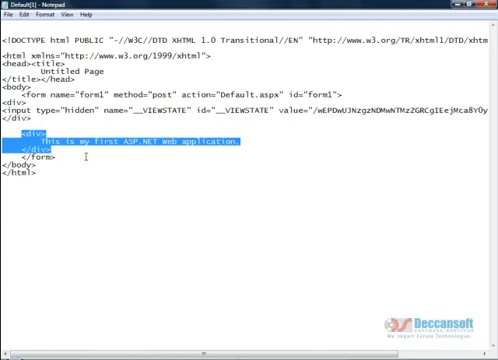 Default[1] - Notepad
File Edit Format View Help
<!DOCTYPE html PUBLIC "-//W3C//DTD XHTML 1.0 Transitional//EN" "http://www.w3.org/TR/xhtml1/DTD/xhtm
<html xmlns="http://www.w3.org/1999/xhtml">
<head><title>
Untitled Page
</title></head>
<body>
<form name="form1" method="post" action="Default.aspx" id="form1">
<div>
<input type="hidden" name="__VIEWSTATE" id="__VIEWSTATE" value="/wEPDwUJNzgzNDMwNTMzZGRCgIEejMca8V0y
</div>
<div>
This is my first ASP.NET Web application.
</div>
</form>
</body>
</html>
Deccansoft
SOFTWARE SERVICES
We Impart Future Technologies